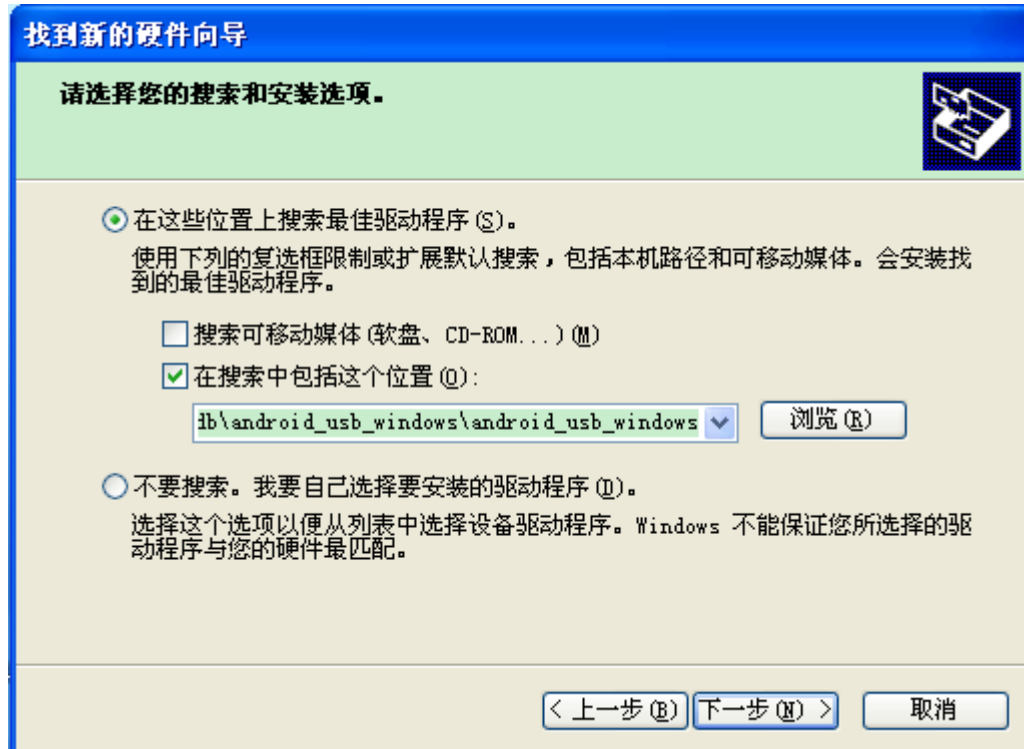 找到新的硬件向导
请选择您的搜索和安装选项。
在这些位置上搜索最佳驱动程序(S)。
使用下列的复选框限制或扩展默认搜索，包括本机路径和可移动媒体。会安装找
到的最佳驱动程序。
搜索可移动媒体(软盘、CD-ROM...)(M)
在搜索中包括这个位置(O):
db\android_usb_windows\android_usb_windows
浏览(R)
不要搜索。我要自己选择要安装的驱动程序(D)。
选择这个选项以便从列表中选择设备驱动程序。Windows 不能保证您所选择的驱
动程序与您的硬件最匹配。
< 上一步(B) 下一步(N) > 取消